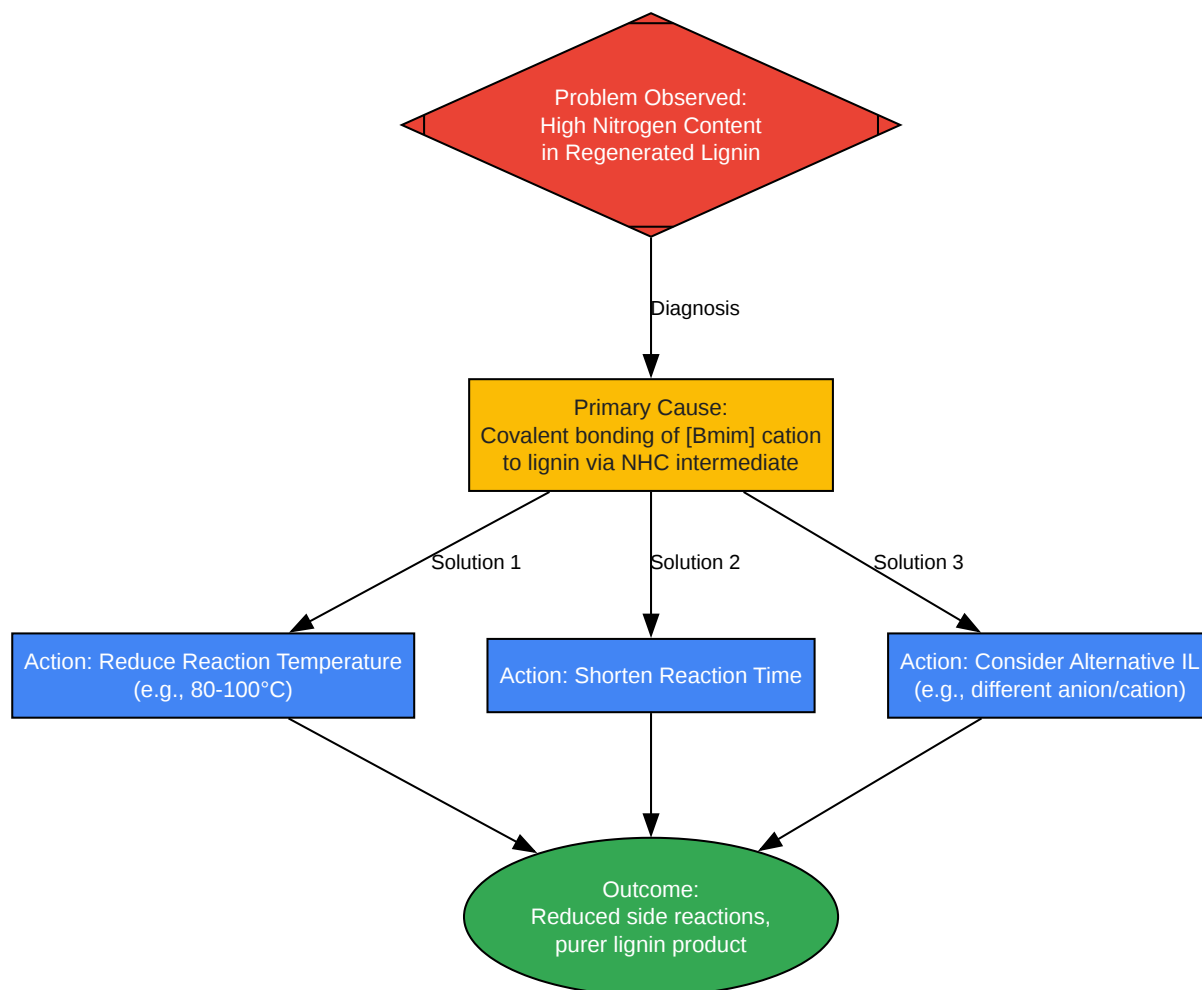 Problem Observed:
High Nitrogen Content
in Regenerated Lignin
Diagnosis
Primary Cause:
Covalent bonding of [Bmim] cation
to lignin via NHC intermediate
Solution 1
Solution 2
Solution 3
Action: Reduce Reaction Temperature
(e.g., 80-100°C)
Action: Shorten Reaction Time
Action: Consider Alternative IL
(e.g., different anion/cation)
Outcome:
Reduced side reactions,
purer lignin product